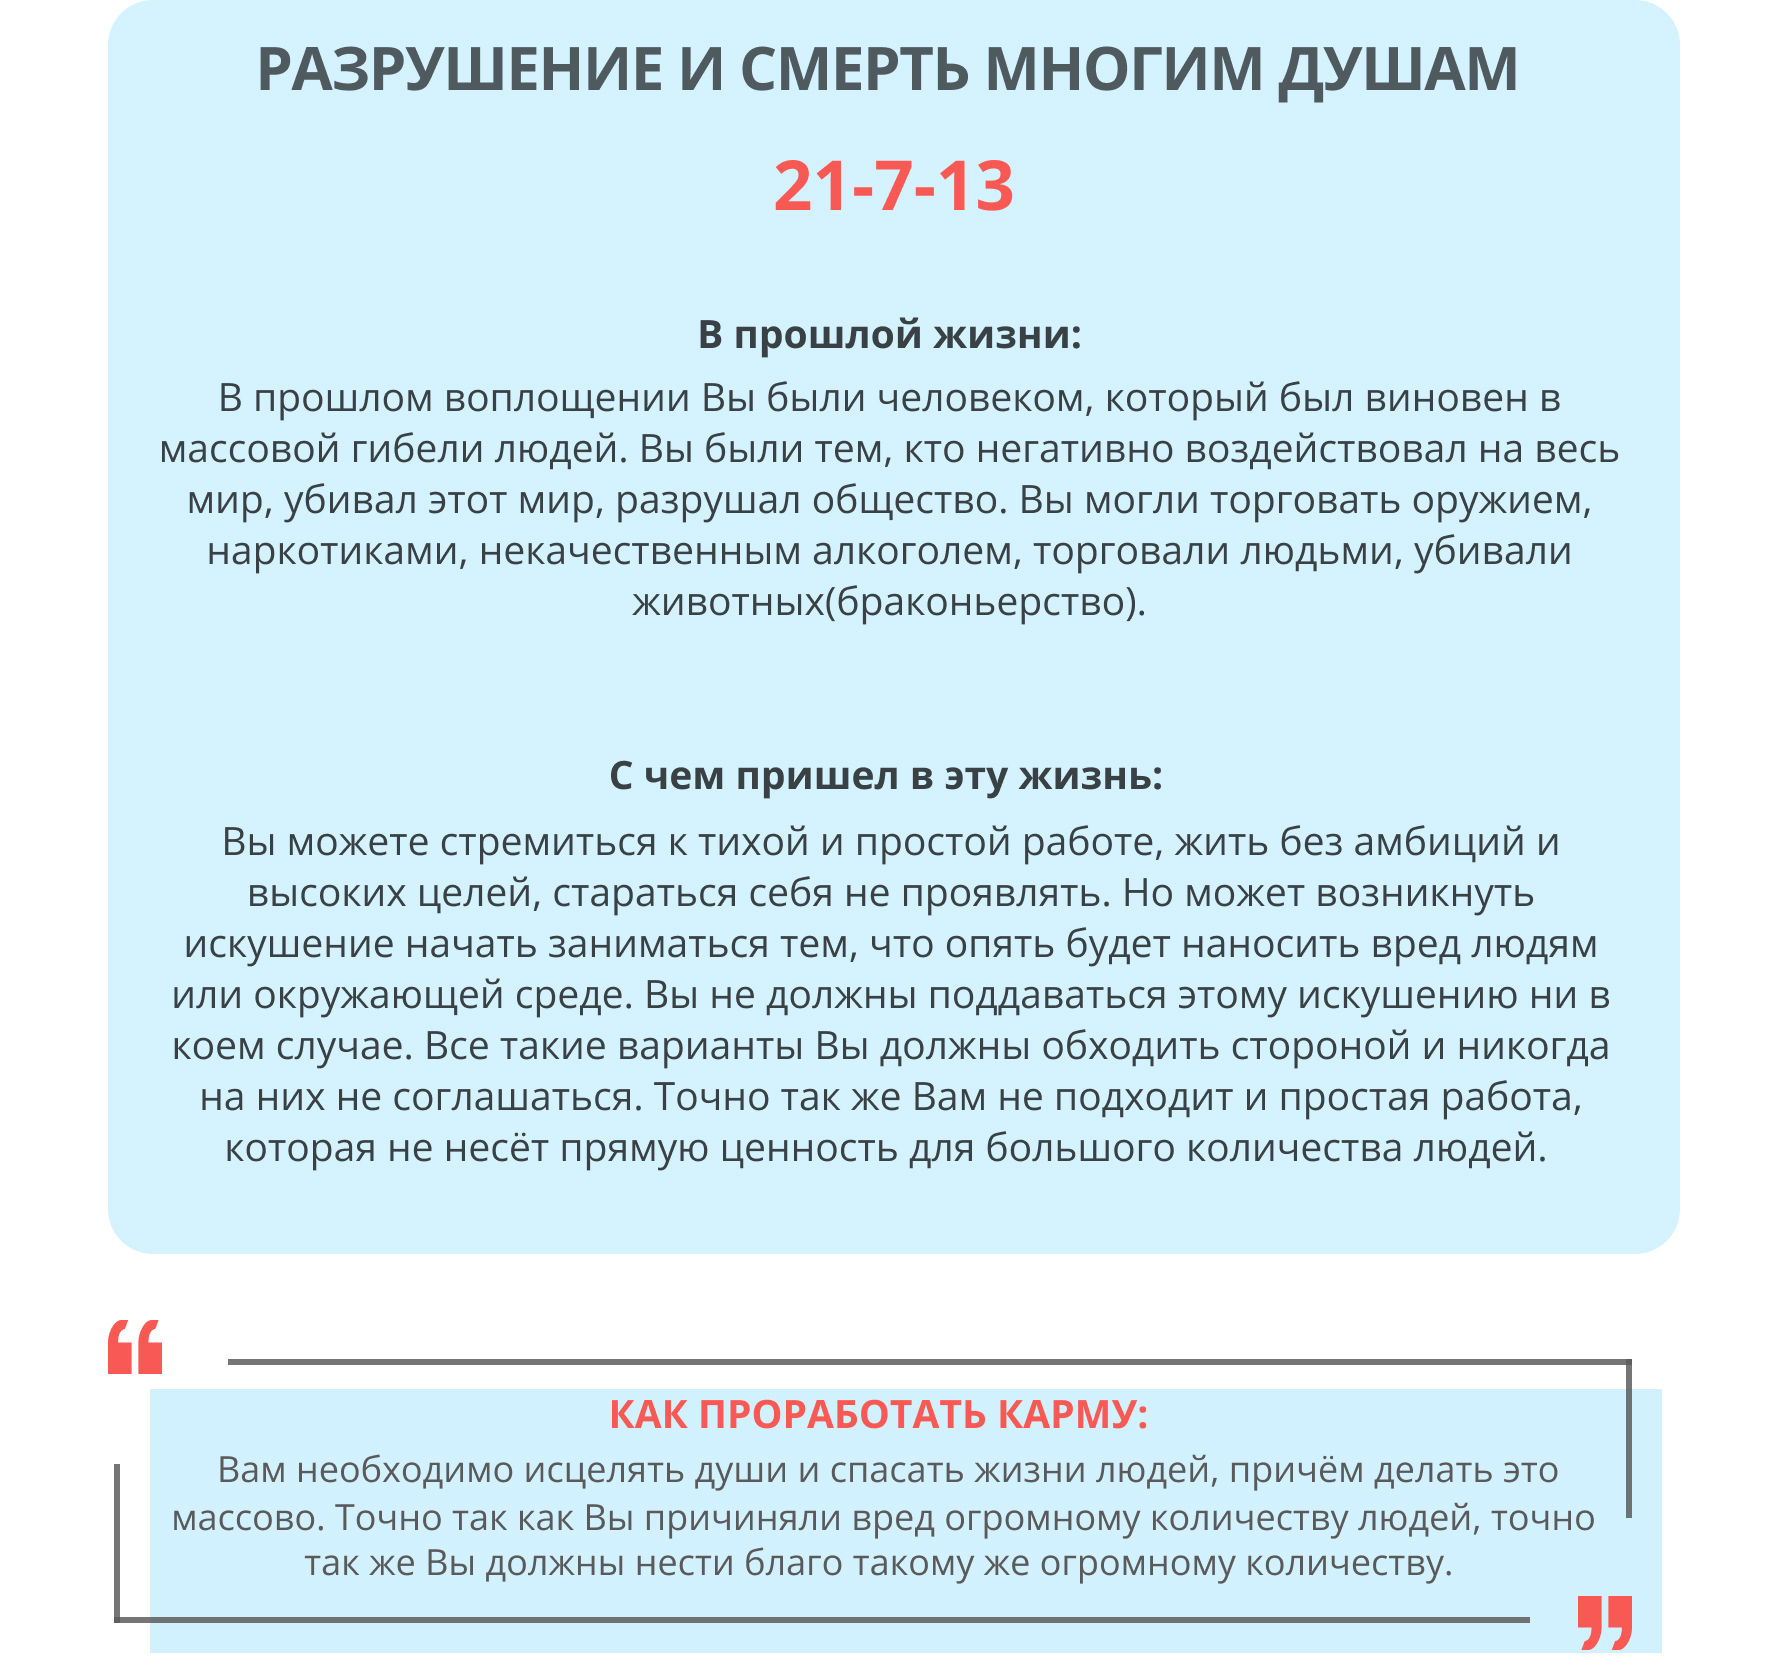 РАЗРУШЕНИЕ И СМЕРТЬ МНОГИМ ДУШАМ
21-7-13
В прошлой жизни:
В прошлом воплощении Вы были человеком, который был виновен в
массовой гибели людей. Вы были тем, кто негативно воздействовал на весь
мир, убивал этот мир, разрушал общество. Вы могли торговать оружием,
наркотиками, некачественным алкоголем, торговали людьми, убивали
животных(браконьерство).
С чем пришел в эту жизнь:
Вы можете стремиться к тихой и простой работе, жить без амбиций и
высоких целей, стараться себя не проявлять. Но может возникнуть
искушение начать заниматься тем, что опять будет наносить вред людям
или окружающей среде. Вы не должны поддаваться этому искушению ни в
коем случае. Все такие варианты Вы должны обходить стороной и никогда
на них не соглашаться. Точно так же Вам не подходит и простая работа,
которая не несёт прямую ценность для большого количества людей.
КАК ПРОРАБОТАТЬ КАРМУ:
Вам необходимо исцелять души и спасать жизни людей, причём делать это
массово. Точно так как Вы причиняли вред огромному количеству людей, точно
так же Вы должны нести благо такому же огромному количеству.